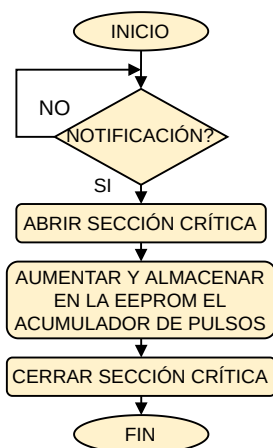 INICIO
NO
NOTIFICACIÓN?
SI
ABRIR SECCIÓN CRÍTICA
AUMENTAR Y ALMACENAR
EN LA EEPROM EL
ACUMULADOR DE PULSOS
CERRAR SECCIÓN CRÍTICA
FIN